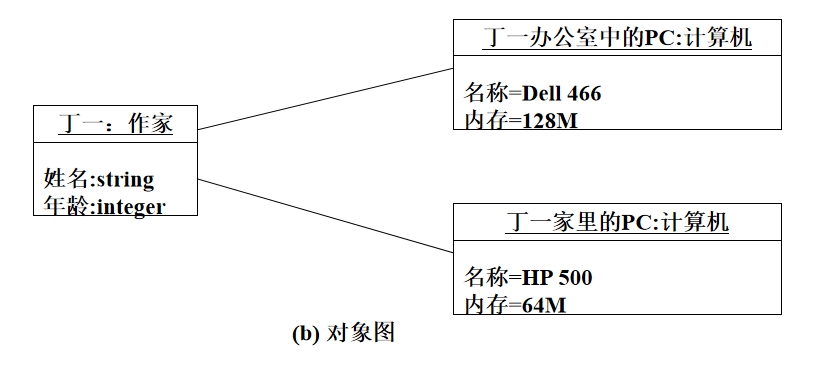 丁一办公室中的PC:计算机
名称=Dell 466
内存=128M
丁一：作家
姓名:string
年龄:integer
丁一家里的PC:计算机
名称=HP 500
内存=64M
(b) 对象图